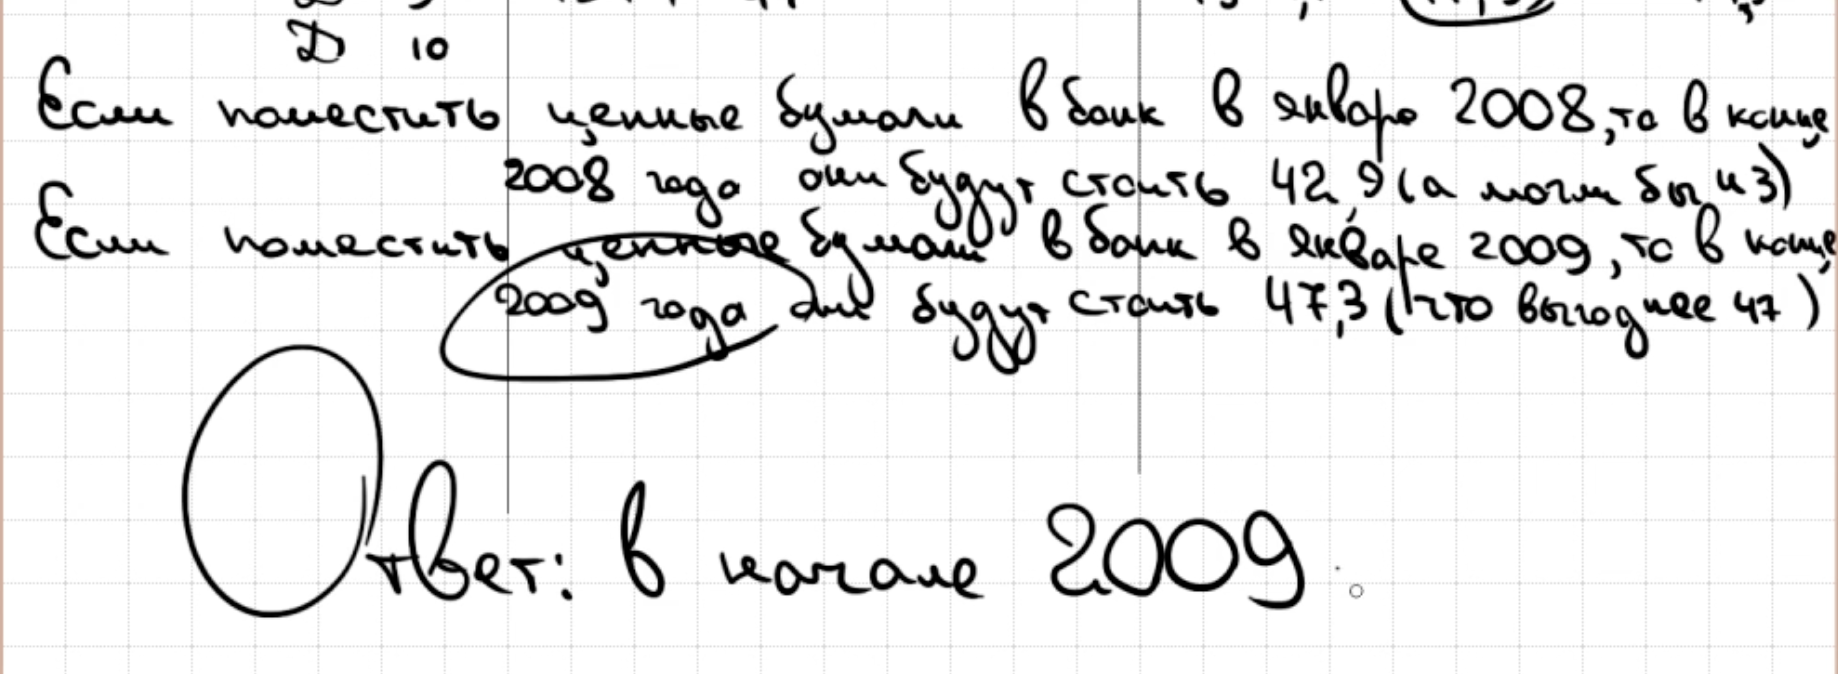 Д 10
Если поместить ценные бумаги в банк в январе 2008, то в конце
2008 года они будут стоить 42,9 (а могли бы 43)
Если поместить ценные бумаги в банк в январе 2009, то в конце
2009 года они будут стоить 47,3 (что выгоднее 47)
Ответ: в начале 2009.